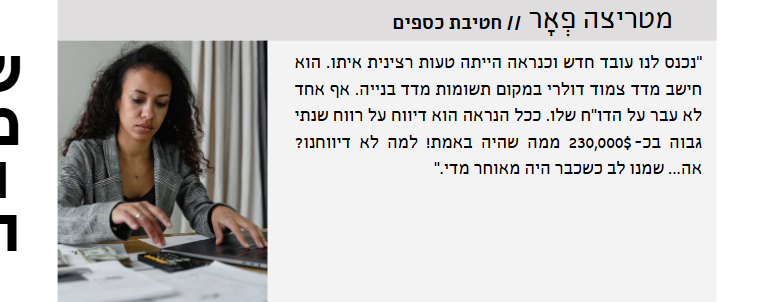 מטריצה פְאָר // חטיבת כספים
"נכנס לנו עובד חדש וכנראה הייתה טעות רצינית איתו. הוא
חישב מדד צמוד דולרי במקום תשומות מדד בנייה. אף אחד
לא עבר על הדו"ח שלו. ככל הנראה הוא דיווח על רווח שנתי
גבוה בכ-230,000$ ממה שהיה באמת! למה לא דיווחנו?
אה... שמנו לב כשכבר היה מאוחר מדי."